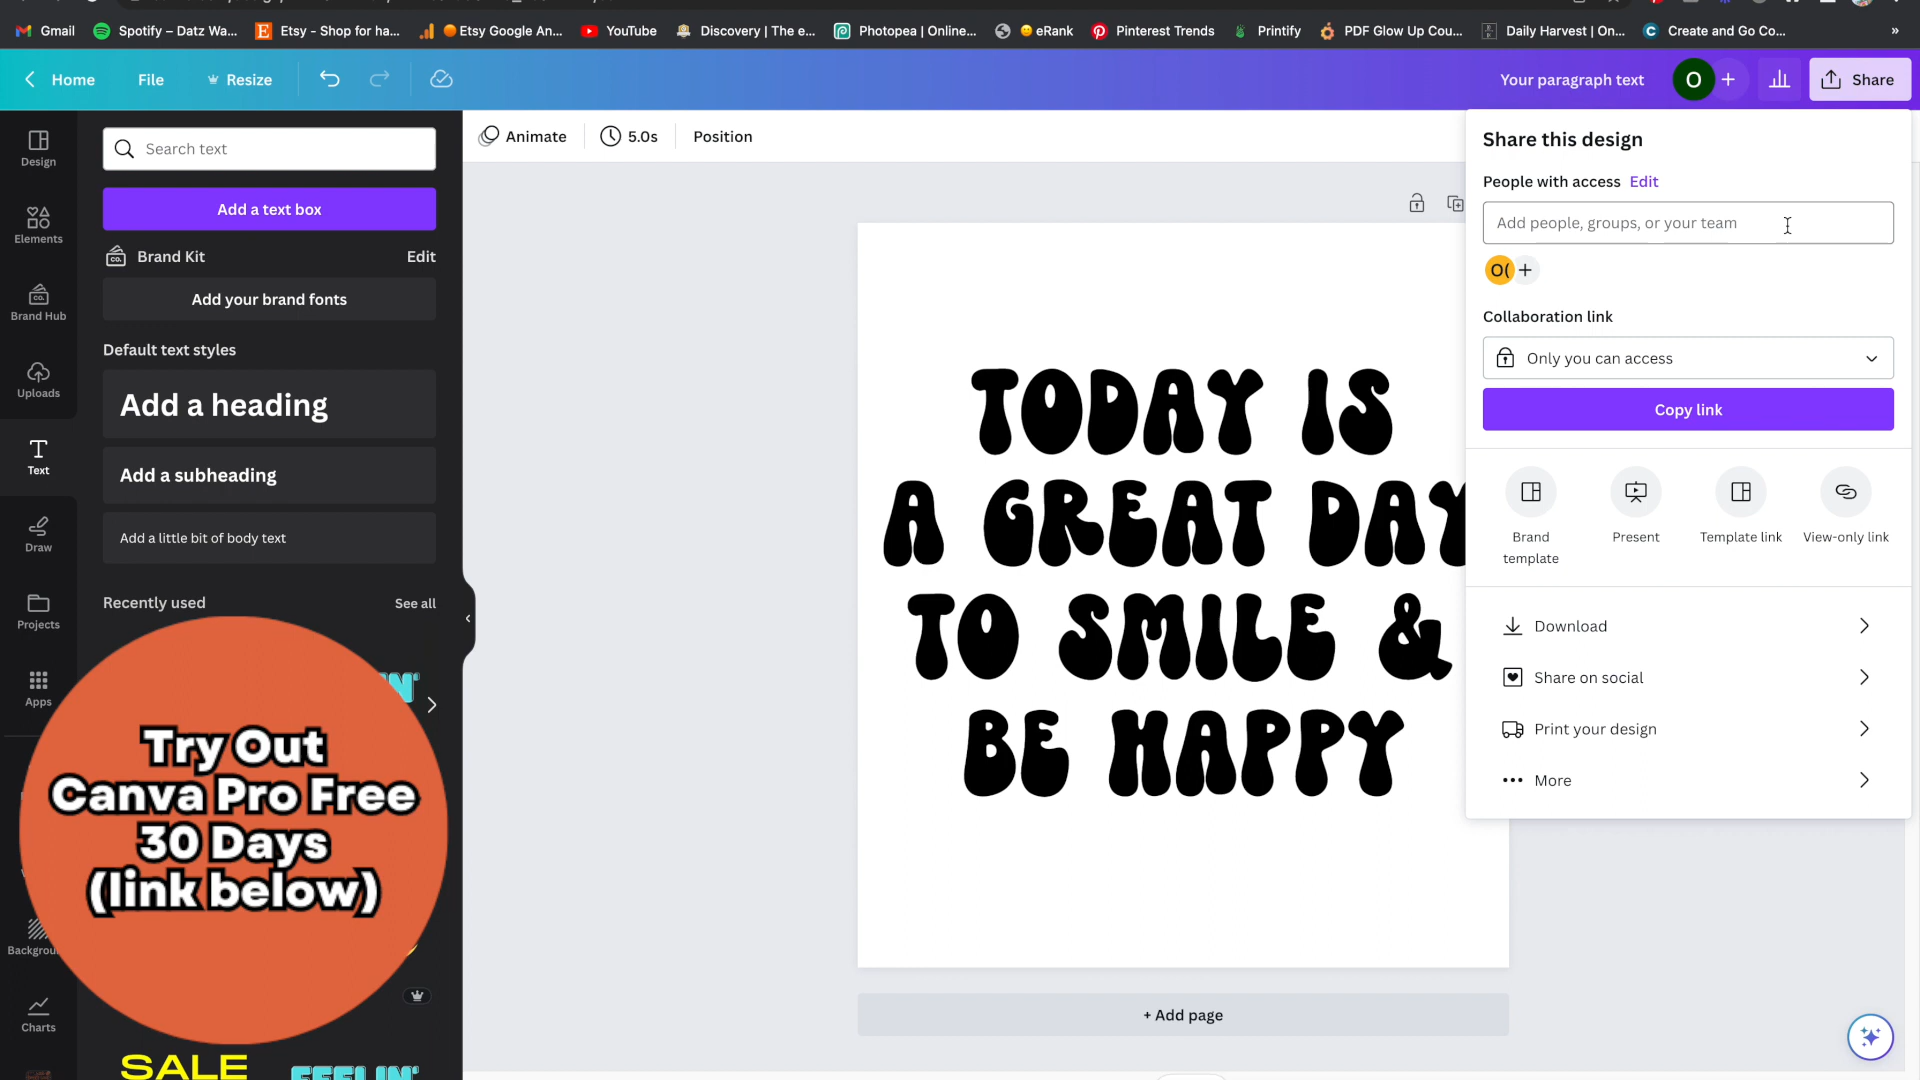 Gmail
Spotify – Datz Wa...
Etsy - Shop for ha...
Etsy Google An...
YouTube
Discovery | The e...
Photopea | Online...
eRank
Pinterest Trends
Printify
PDF Glow Up Cou...
Daily Harvest | On...
Create and Go Co...
»
Home
File
Resize
Your paragraph text
O
+
Share
Design
Elements
Brand Hub
Uploads
Text
Draw
Projects
Apps
Charts
Search text
Add a text box
Brand Kit
Edit
Add your brand fonts
Default text styles
Add a heading
Add a subheading
Add a little bit of body text
Recently used
See all
Try Out
Canva Pro Free
30 Days
(link below)
SALE
FEELIN'
Animate
5.0s
Position
TODAY IS
A GREAT DAY
TO SMILE &
BE HAPPY
+ Add page
Share this design
People with access
Edit
Add people, groups, or your team
O(
+
Collaboration link
Only you can access
Copy link
Brand
template
Present
Template link
View-only link
Download
Share on social
Print your design
More